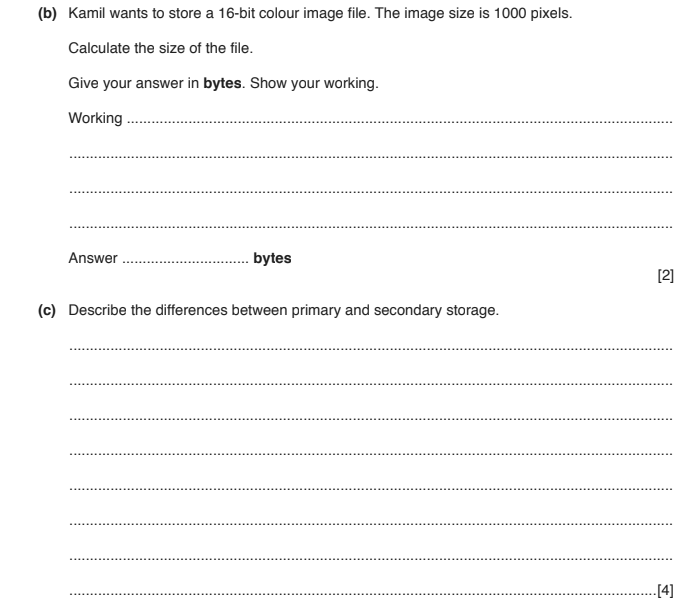 (b) Kamil wants to store a 16-bit colour image file. The image size is 1000 pixels.
Calculate the size of the file.
Give your answer in bytes. Show your working.
Working ....................................................................................................................................
....................................................................................................................................................
....................................................................................................................................................
....................................................................................................................................................
Answer ............................... bytes
[2]
(c) Describe the differences between primary and secondary storage.
....................................................................................................................................................
....................................................................................................................................................
....................................................................................................................................................
....................................................................................................................................................
....................................................................................................................................................
....................................................................................................................................................
....................................................................................................................................................
...............................................................................................................................................[4]